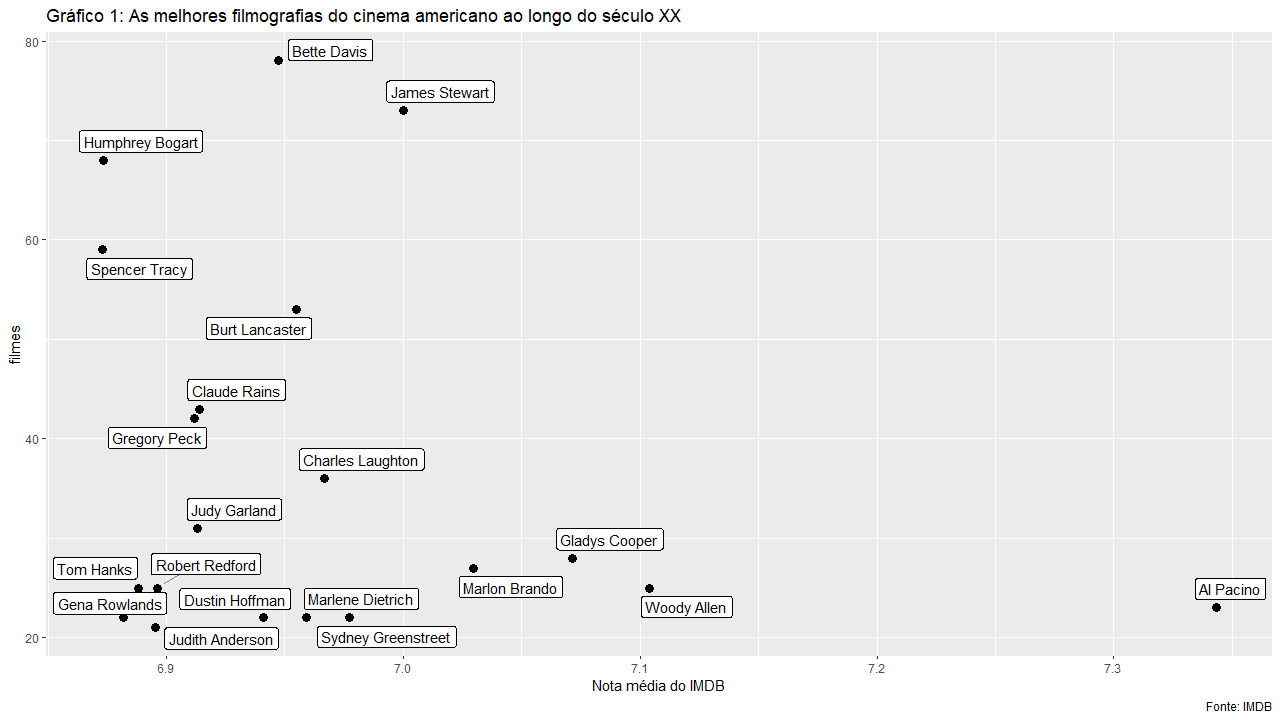 Gráfico 1: As melhores filmografias do cinema americano ao longo do século XX
80
60
40
20
filmes
Bette Davis
James Stewart
Humphrey Bogart
Spencer Tracy
Burt Lancaster
Claude Rains
Gregory Peck
Charles Laughton
Judy Garland
Gladys Cooper
Tom Hanks
Robert Redford
Marlon Brando
Al Pacino
Gena Rowlands
Dustin Hoffman
Marlene Dietrich
Woody Allen
Judith Anderson
Sydney Greenstreet
6.9
7.0
7.1
7.2
7.3
Nota média do IMDB
Fonte: IMDB